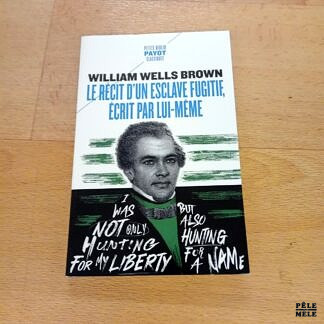 PETITE BIBLIO
PAYOT
CLASSIQUES
WILLIAM WELLS BROWN
LE RÉCIT D'UN ESCLAVE FUGITIF,
ÉCRIT PAR LUI-MÊME
I
WAS
NOT ONLY
HUNTING
FOR MY LIBERTY
BUT
ALSO
HUNTING
FOR
A NAME
PÊLE
MÊLE